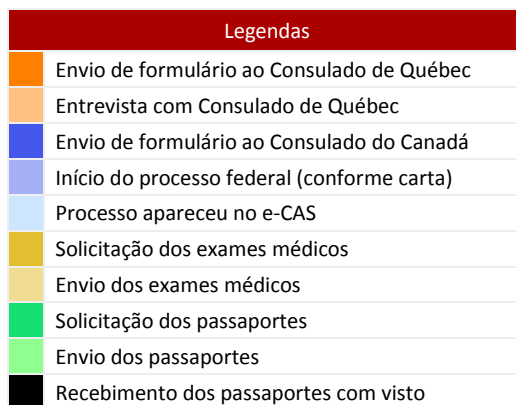 Legendas
Envio de formulário ao Consulado de Québec
Entrevista com Consulado de Québec
Envio de formulário ao Consulado do Canadá
Início do processo federal (conforme carta)
Processo apareceu no e-CAS
Solicitação dos exames médicos
Envio dos exames médicos
Solicitação dos passaportes
Envio dos passaportes
Recebimento dos passaportes com visto